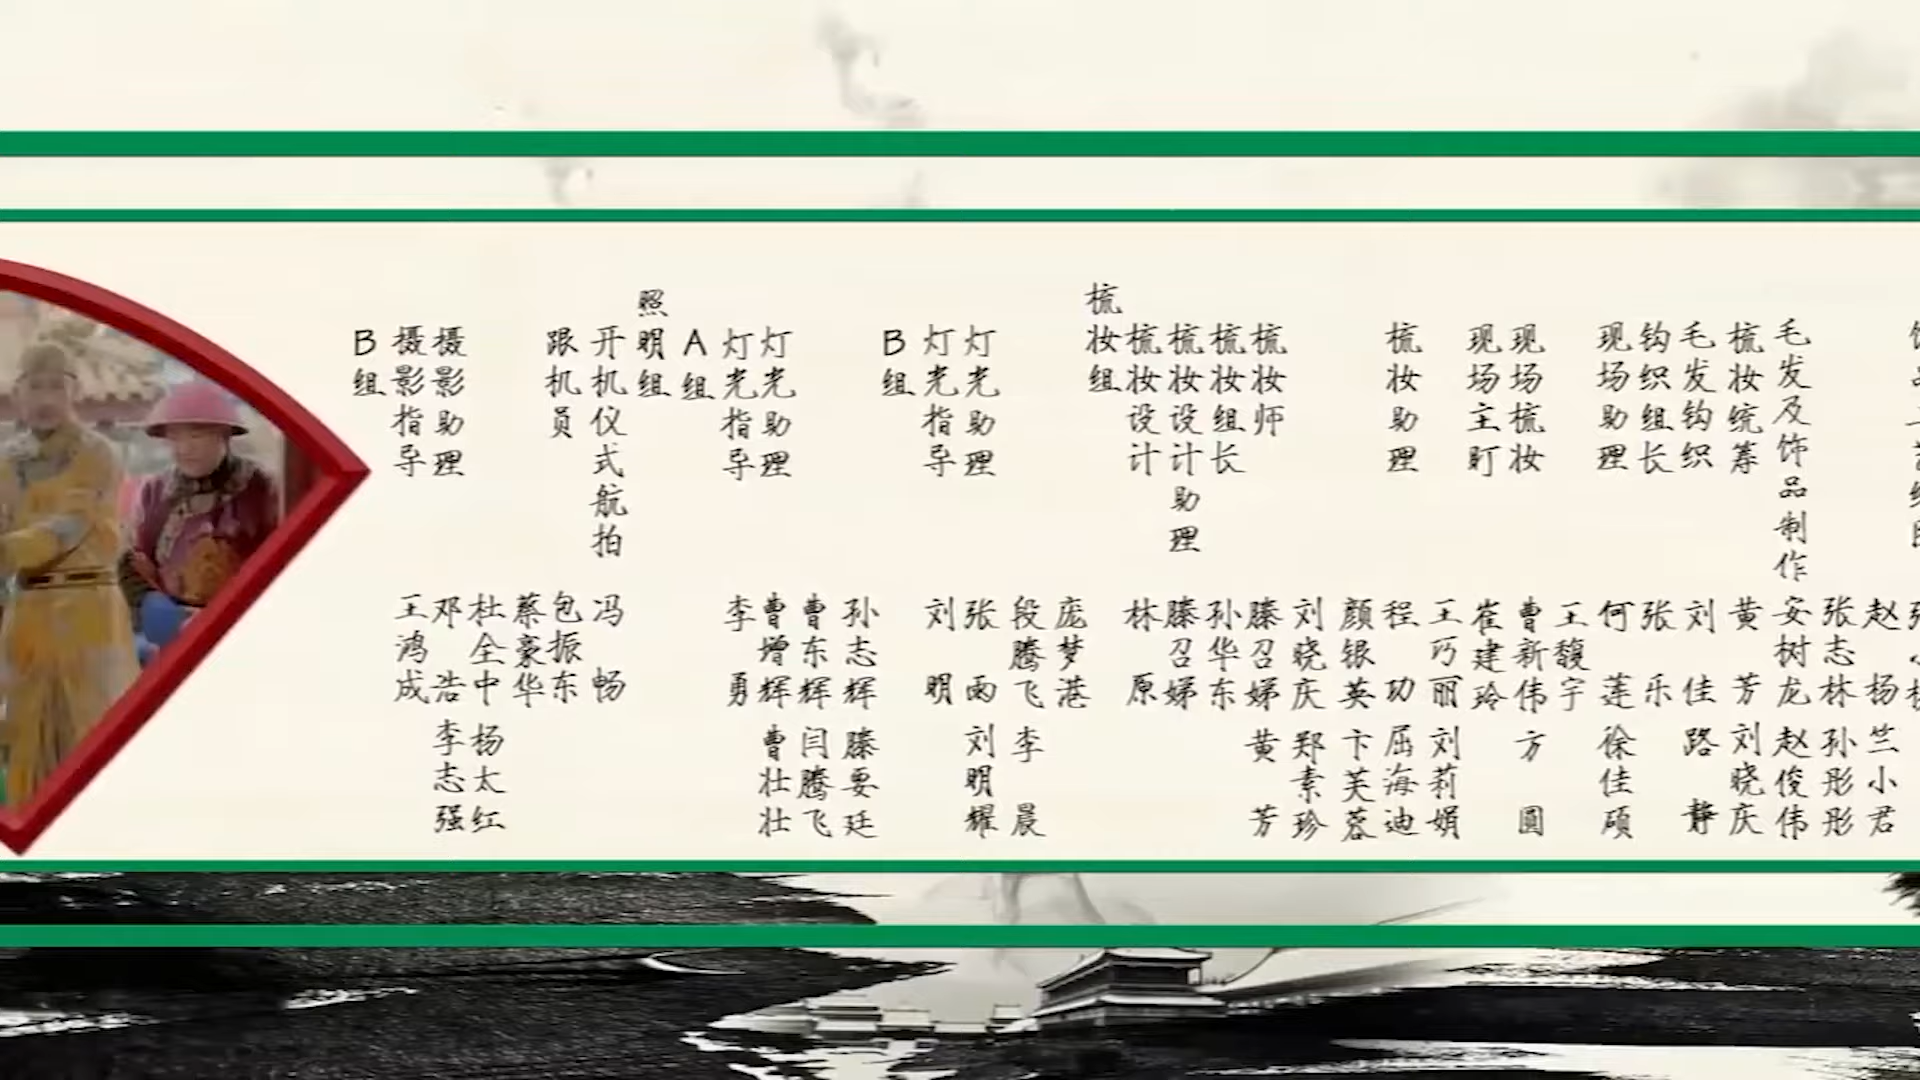 B组
摄影指导
王鸿成
摄影助理
邓浩
李志强
杜全中
杨太红
蔡豪华
跟机员
包振东
开机仪式航拍
冯畅
照明组
A组
灯光指导
李勇
灯光助理
曹增辉
曹壮壮
曹东辉
闫腾飞
孙志辉
滕要廷
B组
灯光指导
刘明
灯光助理
张雨
刘明耀
段腾飞
李晨
庞梦港
梳妆组
梳妆设计
林原
梳妆设计助理
滕召娣
梳妆组长
孙华东
梳妆师
滕召娣
黄芳
刘晓庆
郑素珍
颜银英
卞芙蓉
梳妆助理
程功
屈海迪
王巧丽
刘莉娟
现场主盯
崔建玲
现场梳妆
曹新伟
方圆
王馥宇
现场助理
何莲
徐佳硕
钩织组长
张乐
毛发钩织
刘佳
路静
梳妆统筹
黄芳
刘晓庆
毛发及饰品制作
安树龙
赵俊伟
张志林
孙彤彤
赵杨
竺小君